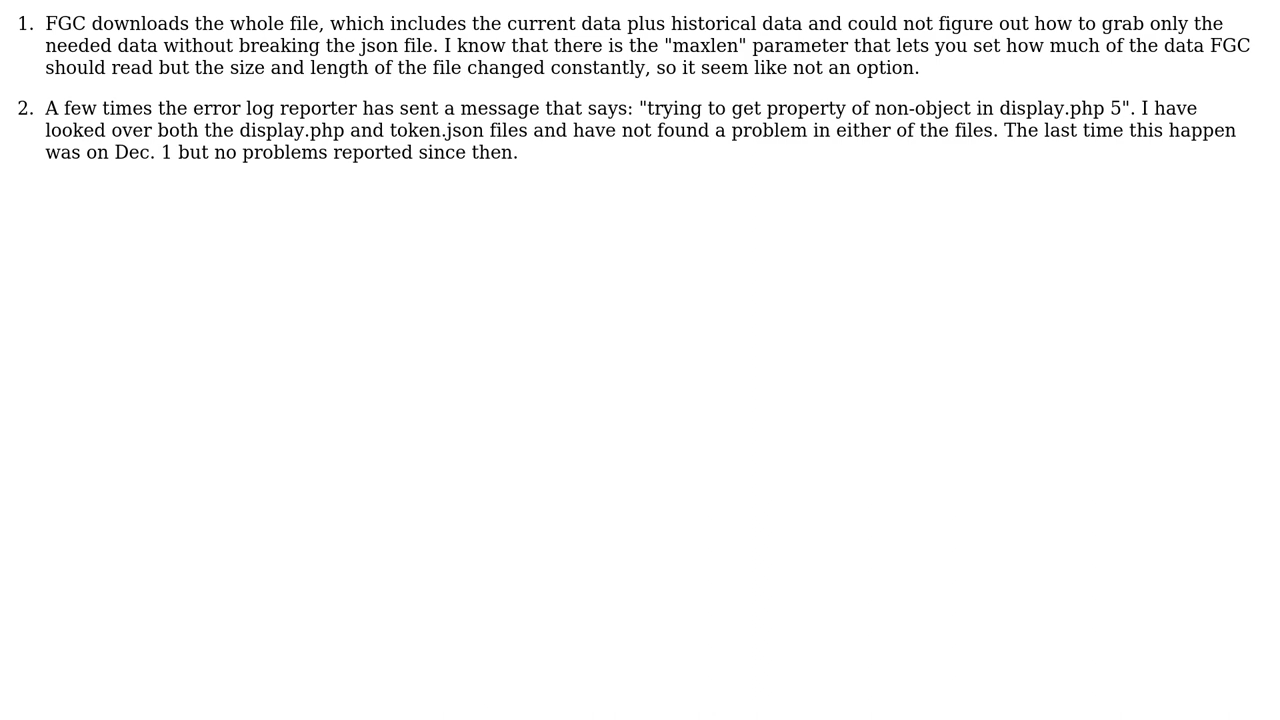 1. FGC downloads the whole file, which includes the current data plus historical data and could not figure out how to grab only the
needed data without breaking the json file. I know that there is the "maxlen" parameter that lets you set how much of the data FGC
should read but the size and length of the file changed constantly, so it seem like not an option.
2. A few times the error log reporter has sent a message that says: "trying to get property of non-object in display.php 5". I have
looked over both the display.php and token.json files and have not found a problem in either of the files. The last time this happen
was on Dec. 1 but no problems reported since then.